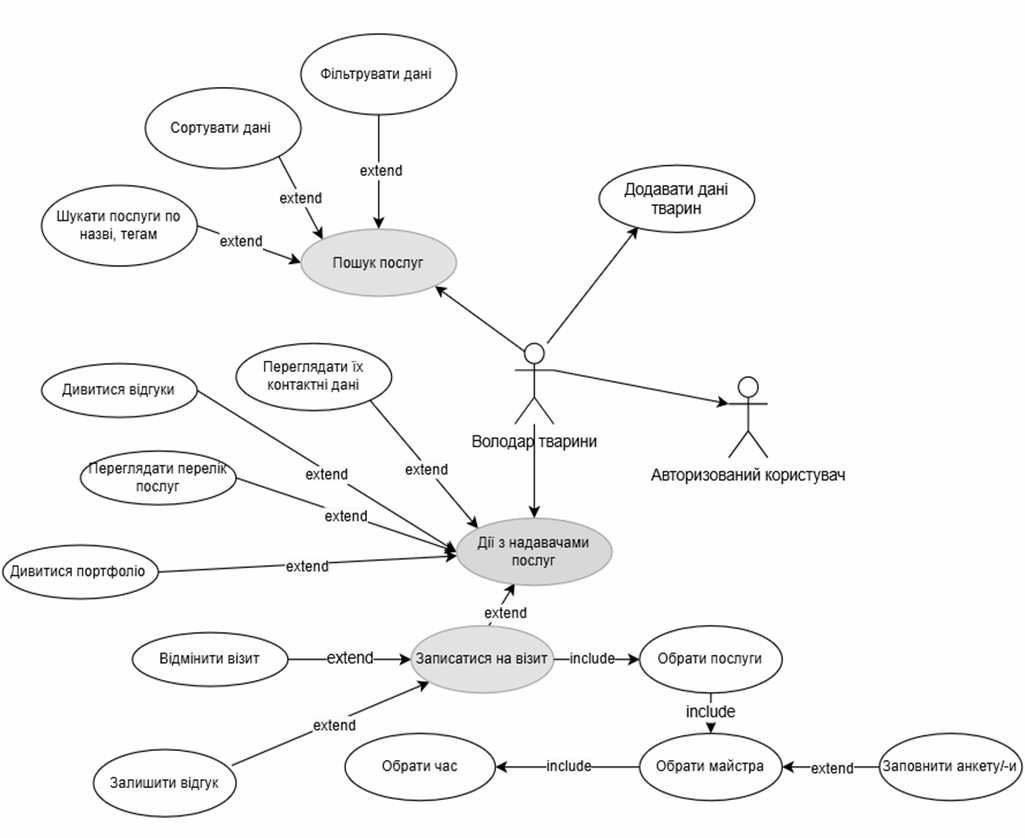 Фільтрувати дані
Сортувати дані
extend
extend
Шукати послуги по
назві, тегам
extend
Пошук послуг
Додавати дані
тварин
Переглядати їх
контактні дані
Дивитися відгуки
Володар тварини
Авторизований користувач
extend
extend
Переглядати перелік
послуг
extend
Дії з надавачами
послуг
Дивитися портфоліо
extend
extend
Відмінити візит
extend
Записатися на візит
include
Обрати послуги
extend
include
Залишити відгук
Обрати час
include
Обрати майстра
extend
Заповнити анкету/-и